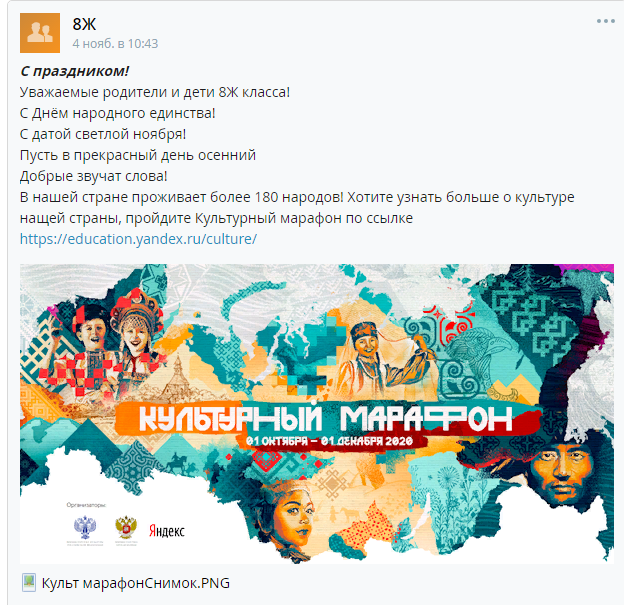 8Ж
4 нояб. в 10:43
С праздником!
Уважаемые родители и дети 8Ж класса!
С Днём народного единства!
С датой светлой ноября!
Пусть в прекрасный день осенний
Добрые звучат слова!
В нашей стране проживает более 180 народов! Хотите узнать больше о культуре
нащей страны, пройдите Культурный марафон по ссылке
https://education.yandex.ru/culture/
КУЛЬТУРНЫЙ МАРАФОН
01 ОКТЯБРЯ – 01 ДЕКАБРЯ 2020
Организаторы:
Яндекс
Культ марафонСнимок.PNG